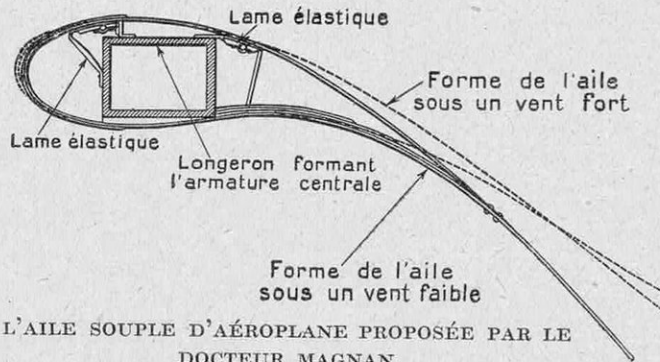 Lame élastique
Forme de l'aile
sous un vent fort
Lame élastique
Longeron formant
l'armature centrale
Forme de l'aile
sous un vent faible
L'AILE SOUPLE D'AÉROPLANE PROPOSÉE PAR LE
DOCTEUR MAGNAN